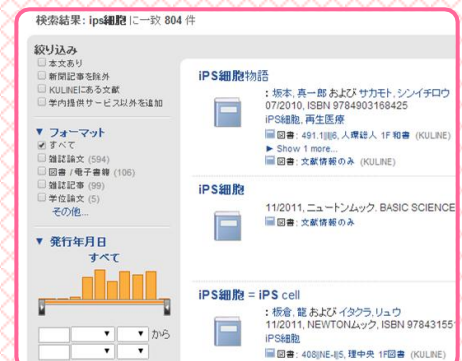 検索結果: ips細胞 に一致 804 件
絞り込み
本文あり
新聞記事を除外
KULINEにある文献
学内提供サービス以外を追加
▼ フォーマット
すべて
雑誌論文 (594)
図書 / 電子書籍 (106)
雑誌記事 (99)
学位論文 (5)
その他...
▼ 発行年月日
すべて
から
iPS細胞物語
: 坂本, 真一郎 および サカモト, シンイチロウ
07/2010, ISBN 9784903168425
iPS細胞, 再生医療
図書: 491.1||||6, 人環総人 1F 和書 (KULINE)
► Show 1 more...
図書: 文献情報のみ (KULINE)
iPS細胞
11/2011, ニュートンムック. BASIC SCIENCE
図書: 文献情報のみ
iPS細胞 = iPS cell
: 板倉, 龍 および イタクラ, リュウ
11/2011, NEWTONムック, ISBN 978431551
iPS細胞
図書: 408||NE-||5, 理中央 1F図書 (KULINE)